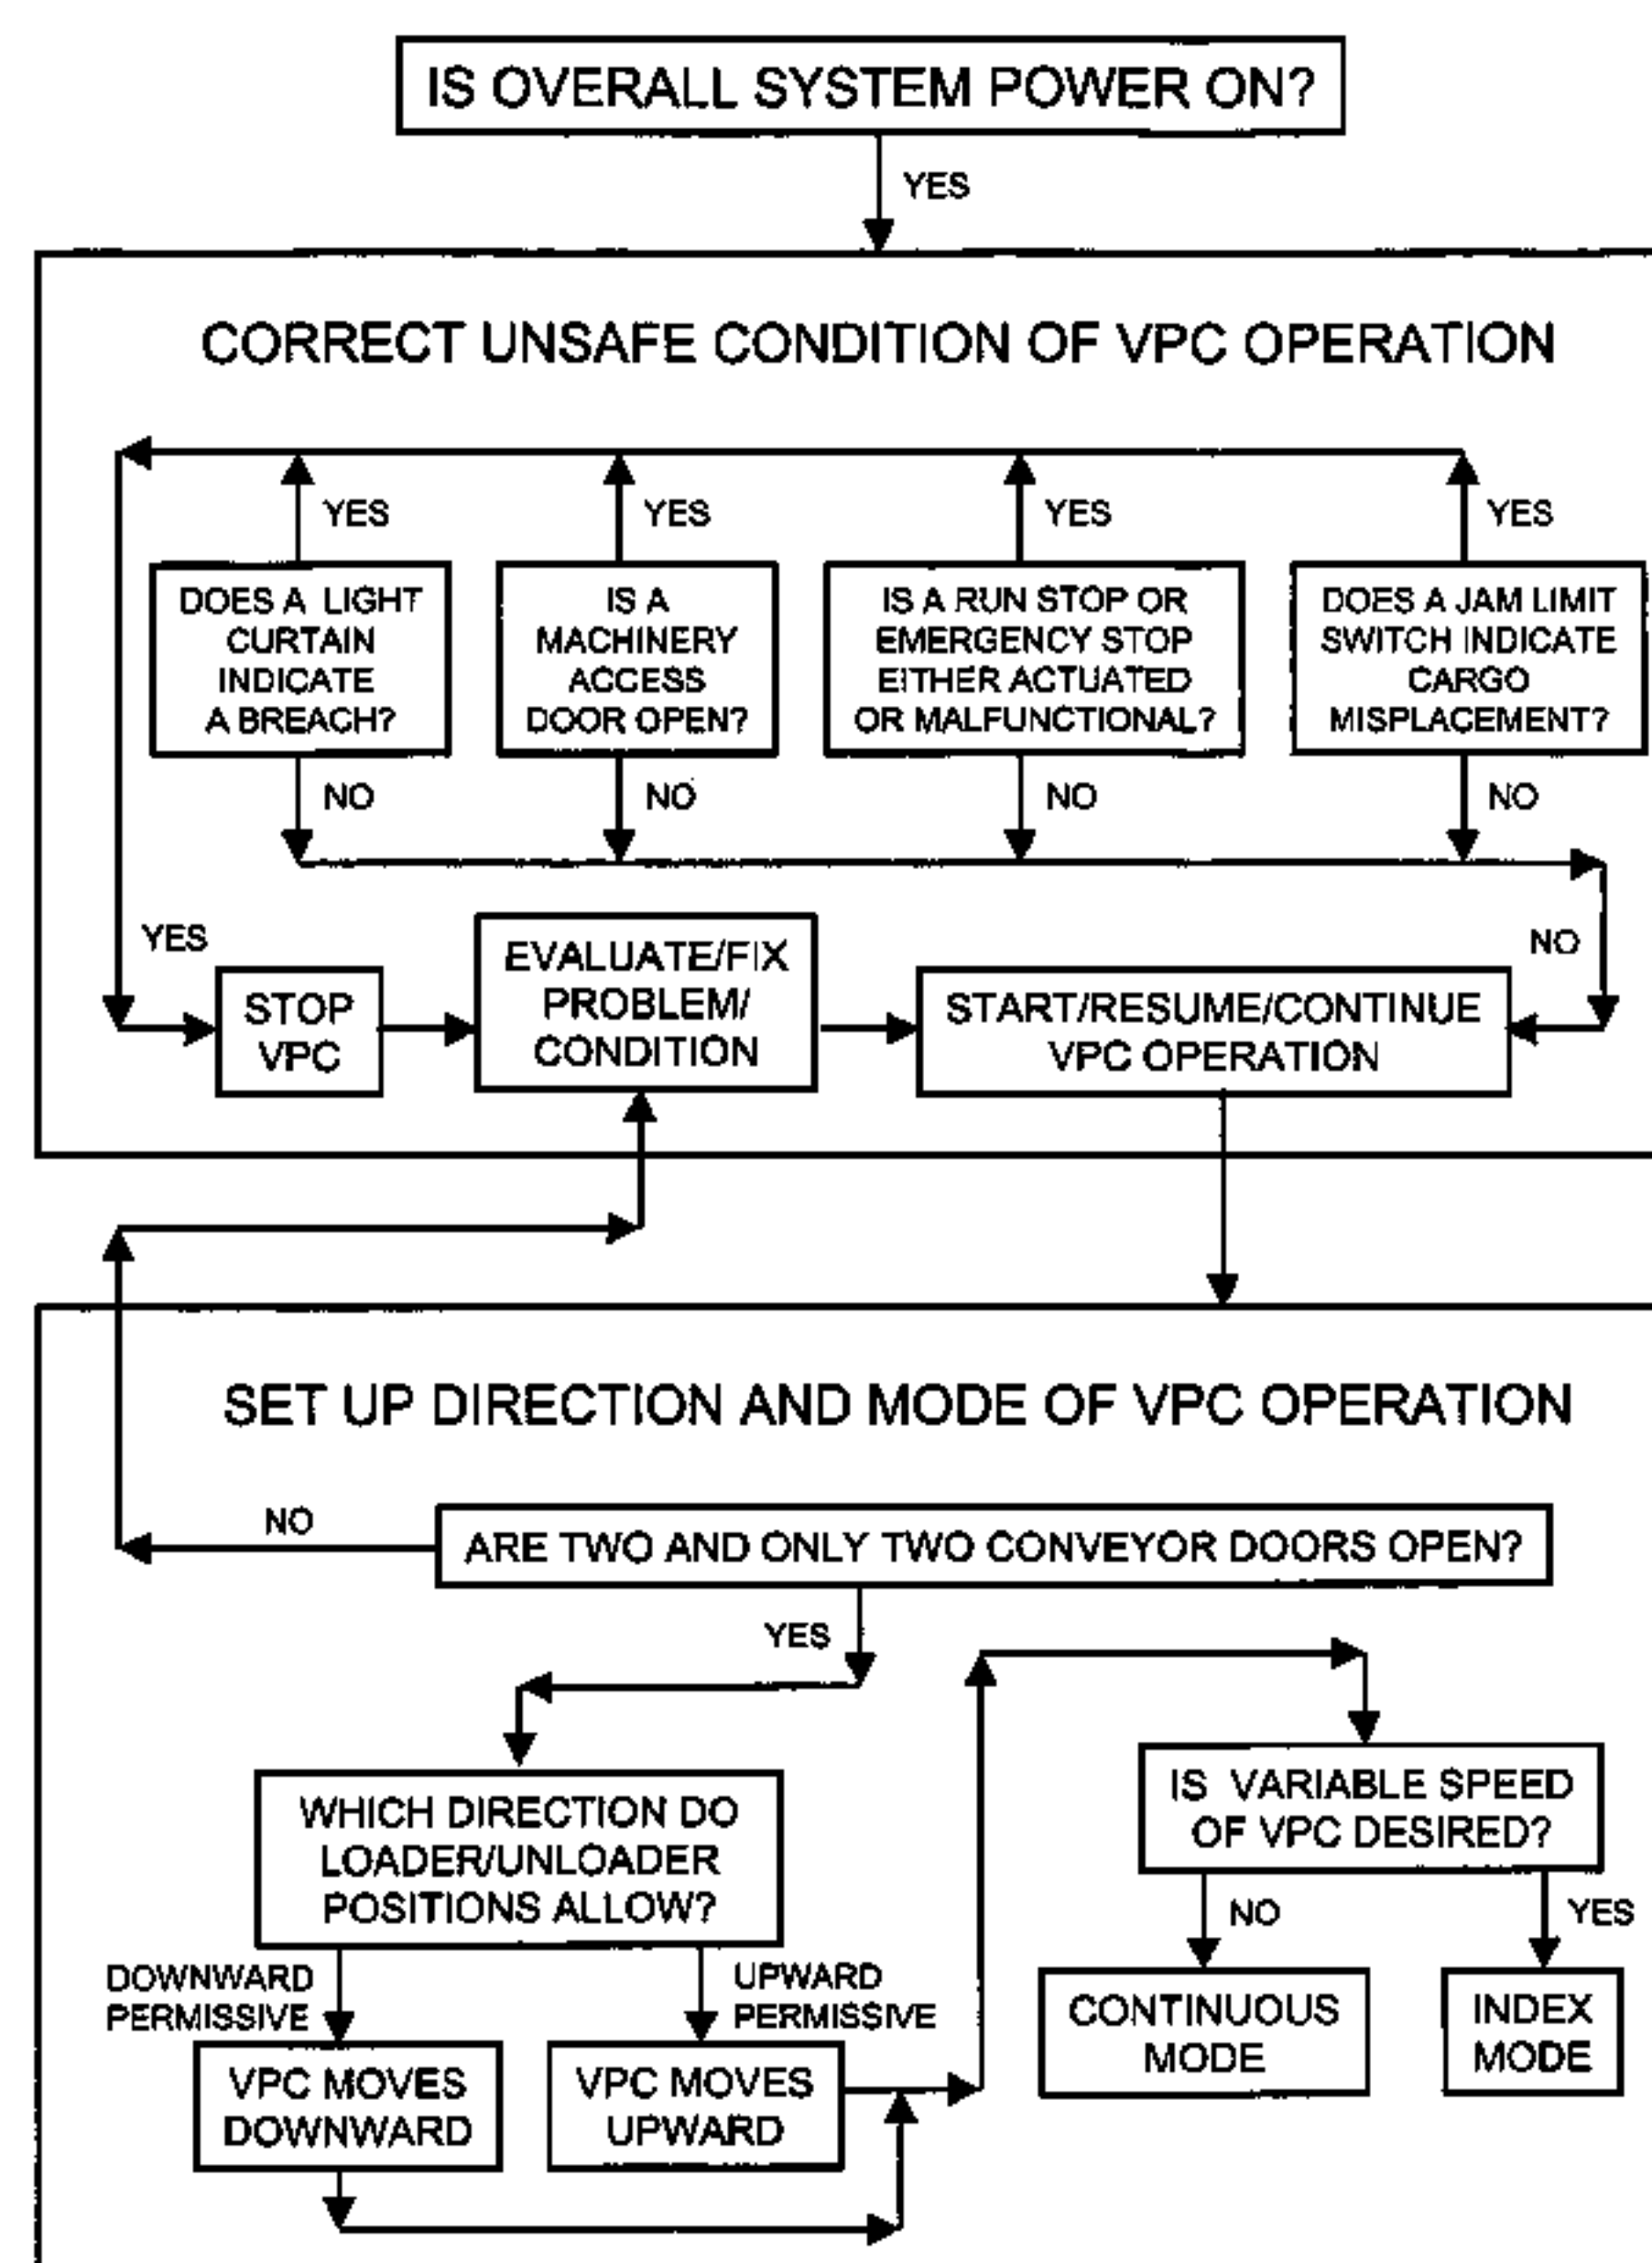 IS OVERALL SYSTEM POWER ON?
YES
CORRECT UNSAFE CONDITION OF VPC OPERATION
YES
YES
YES
YES
DOES A LIGHT
CURTAIN
INDICATE
A BREACH?
IS A
MACHINERY
ACCESS
DOOR OPEN?
IS A RUN STOP OR
EMERGENCY STOP
EITHER ACTUATED
OR MALFUNCTIONAL?
DOES A JAM LIMIT
SWITCH INDICATE
CARGO
MISPLACEMENT?
NO
NO
NO
NO
YES
STOP
VPC
EVALUATE/FIX
PROBLEM/
CONDITION
START/RESUME/CONTINUE
VPC OPERATION
NO
SET UP DIRECTION AND MODE OF VPC OPERATION
NO
ARE TWO AND ONLY TWO CONVEYOR DOORS OPEN?
YES
WHICH DIRECTION DO
LOADER/UNLOADER
POSITIONS ALLOW?
DOWNWARD
PERMISSIVE
UPWARD
PERMISSIVE
VPC MOVES
DOWNWARD
VPC MOVES
UPWARD
IS VARIABLE SPEED
OF VPC DESIRED?
NO
YES
CONTINUOUS
MODE
INDEX
MODE